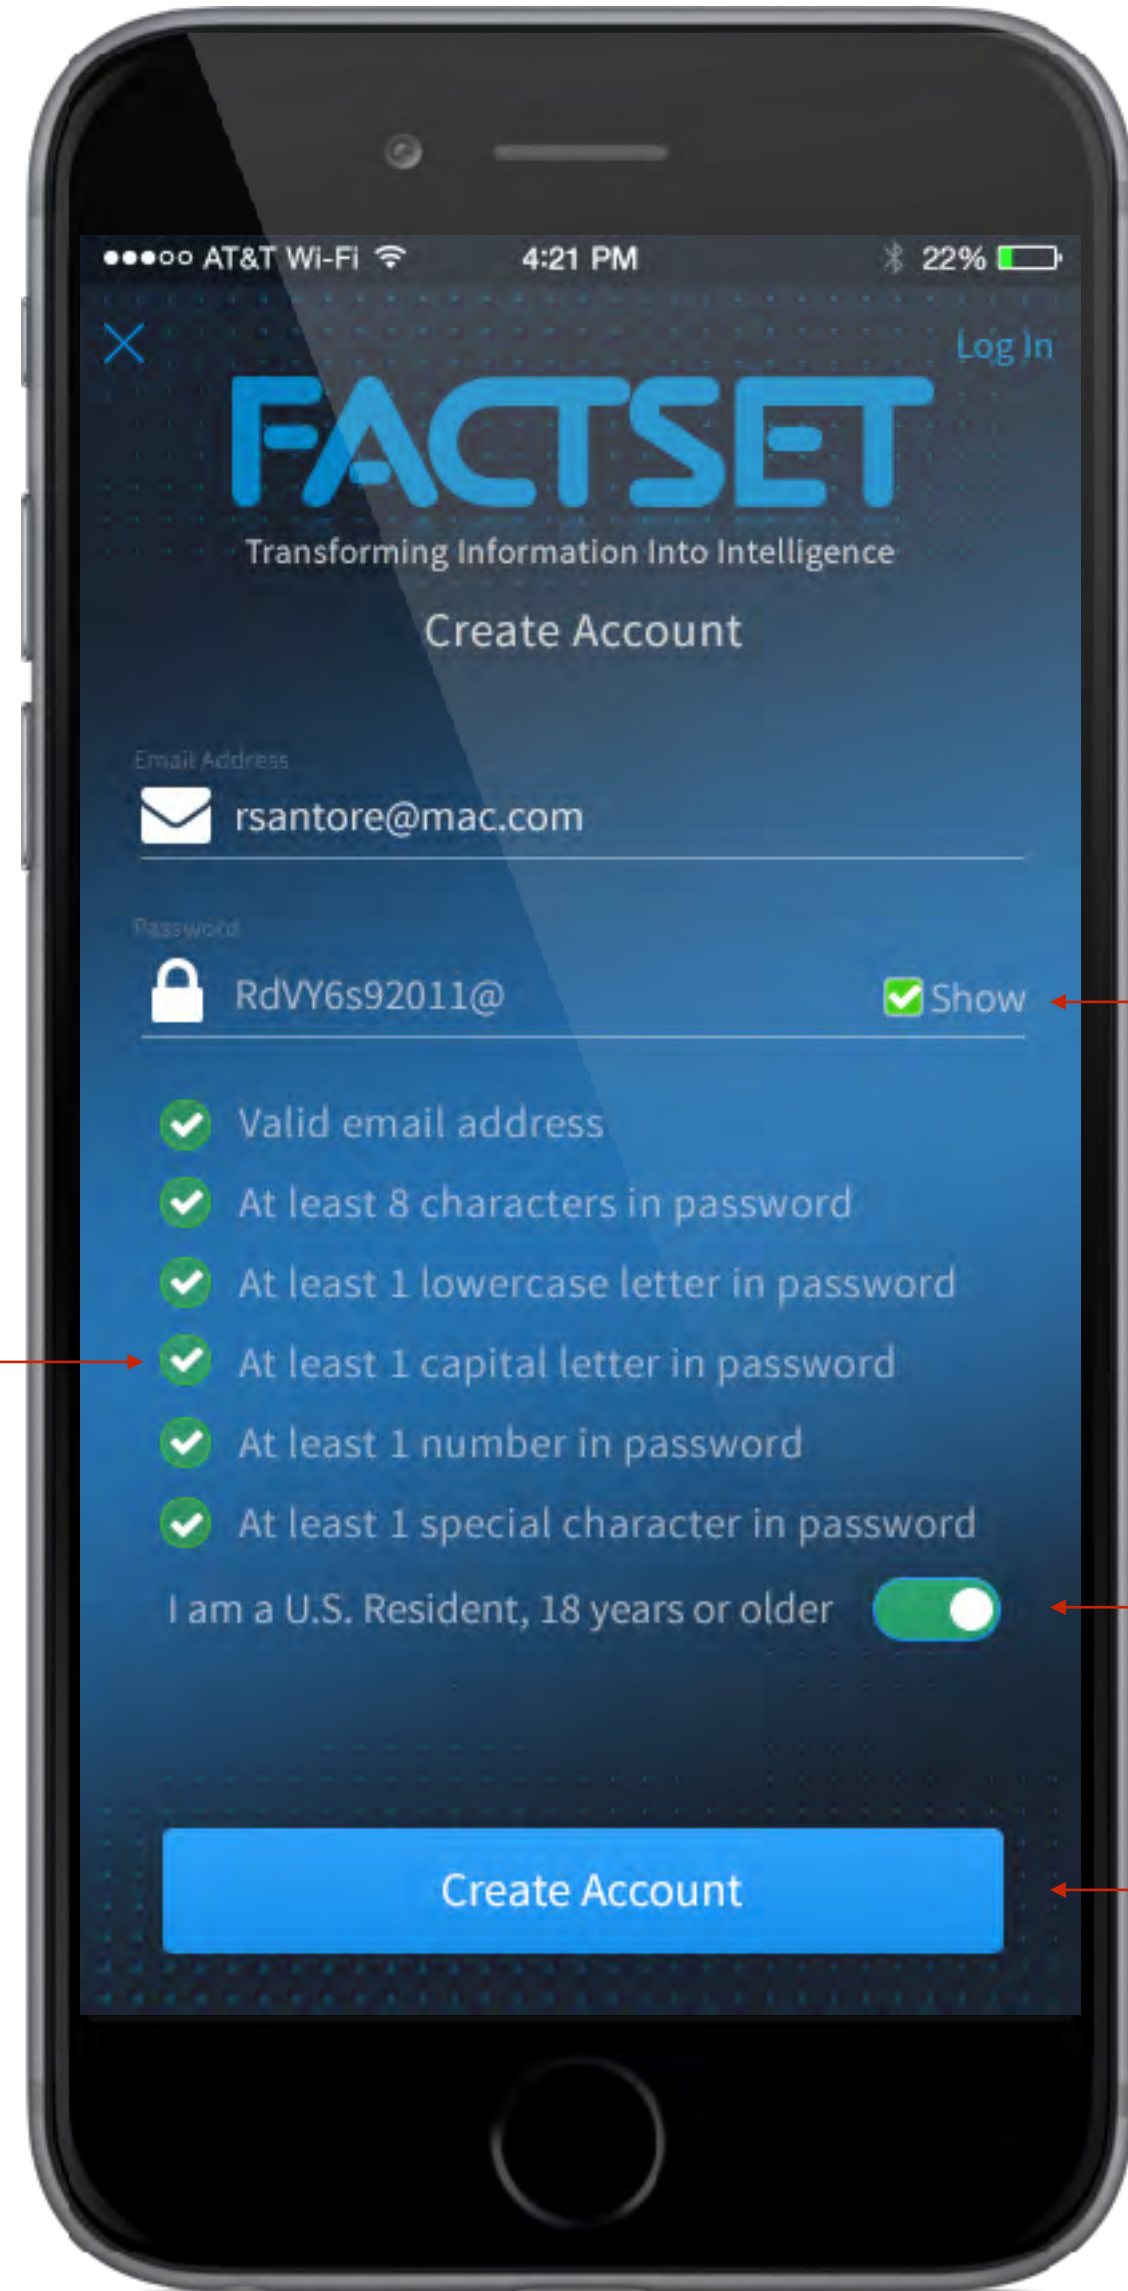 AT&T Wi-Fi 4:21 PM 22%
Log In
FACTSET
Transforming Information Into Intelligence
Create Account
Email Address
rsantore@mac.com
Password
RdVY6s92011@ Show
Valid email address
At least 8 characters in password
At least 1 lowercase letter in password
At least 1 capital letter in password
At least 1 number in password
At least 1 special character in password
I am a U.S. Resident, 18 years or older
Create Account